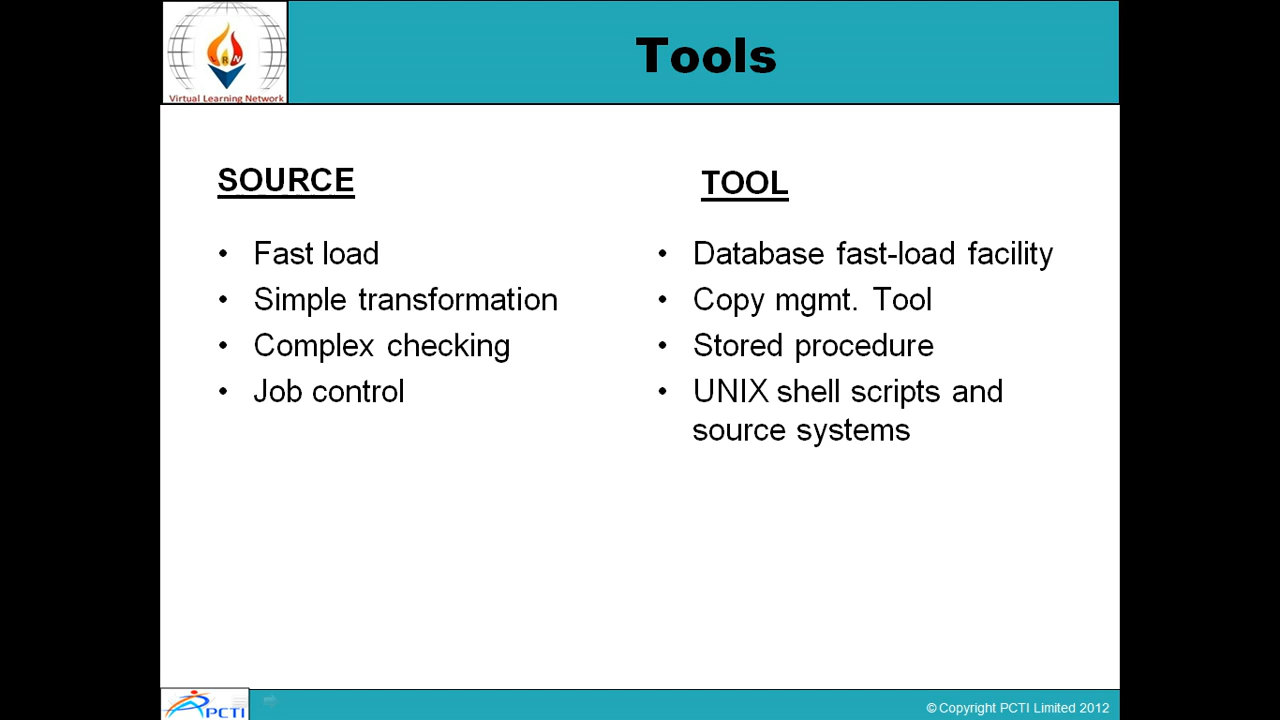 Tools
Virtual Learning Network
SOURCE
• Fast load
• Simple transformation
• Complex checking
• Job control
TOOL
• Database fast-load facility
• Copy mgmt. Tool
• Stored procedure
• UNIX shell scripts and
source systems
PCTI
© Copyright PCTI Limited 2012